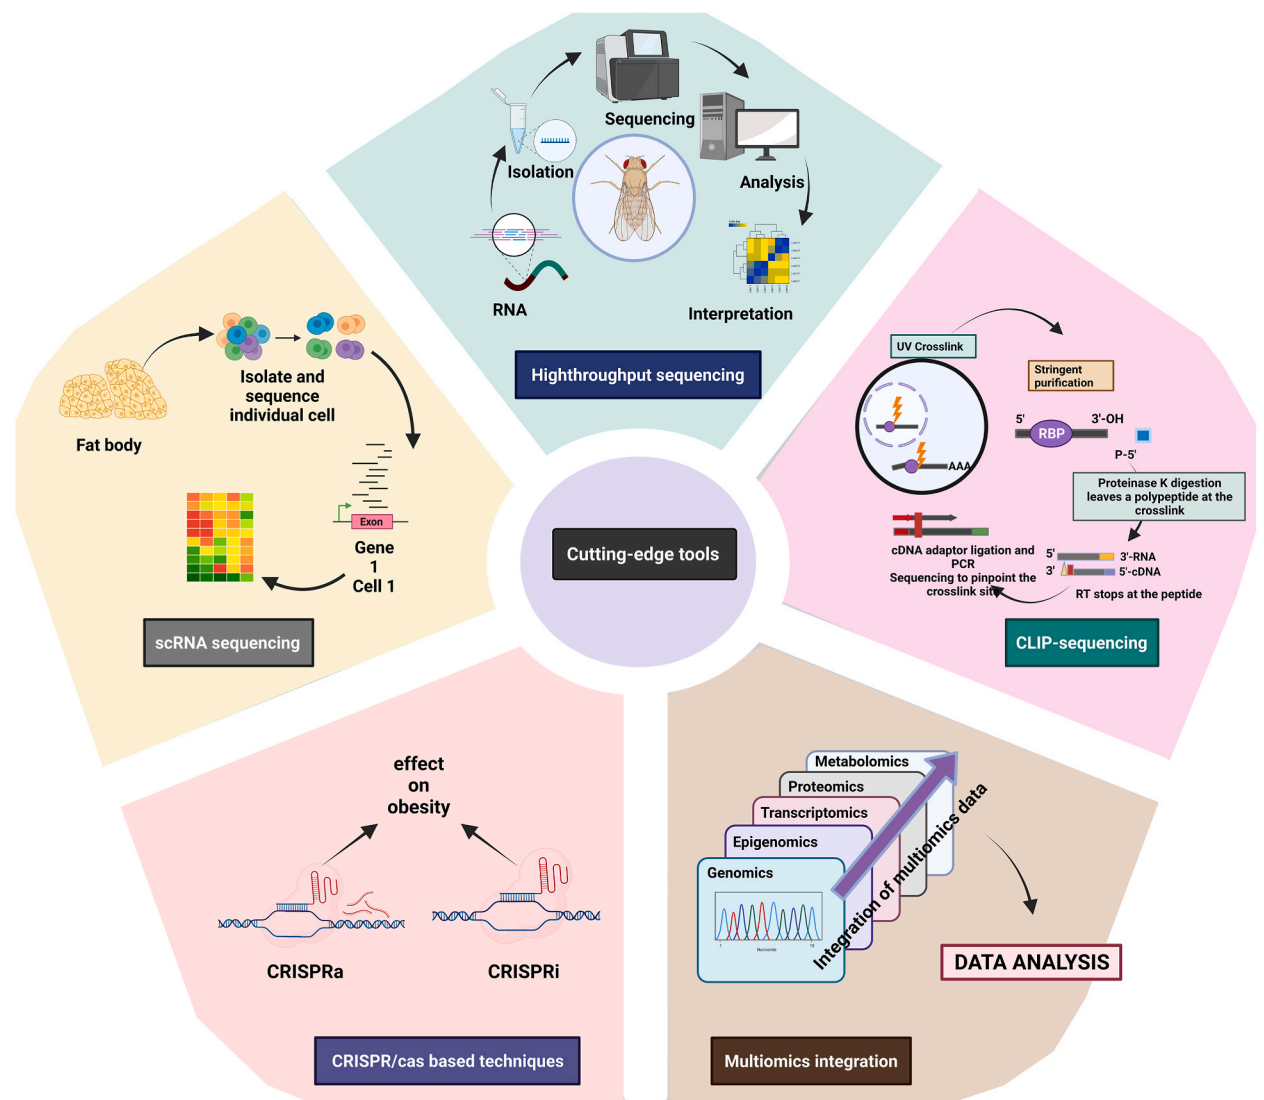 Sequencing
Isolation
Analysis
RNA
Interpretation
Highthroughput sequencing
Isolate and
sequence
individual cell
Fat body
Exon
Gene
1
Cell 1
scRNA sequencing
UV Crosslink
Stringent
purification
5'
3'-OH
RBP
P-5'
AAA
Proteinase K digestion
leaves a polypeptide at the
crosslink
5'
3'-RNA
3'
5'-cDNA
RT stops at the peptide
cDNA adaptor ligation and
PCR
Sequencing to pinpoint the
crosslink site
CLIP-sequencing
Cutting-edge tools
effect
on
obesity
CRISPRa
CRISPRi
CRISPR/cas based techniques
Metabolomics
Proteomics
Transcriptomics
Epigenomics
Genomics
1
10
Integration of multiomics data
DATA ANALYSIS
Multiomics integration